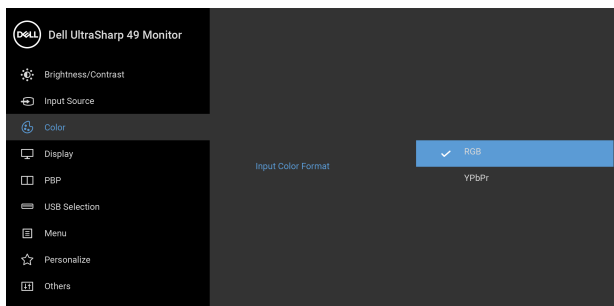 DELL
Dell UltraSharp 49 Monitor
Brightness/Contrast
Input Source
Color
Display
PBP
USB Selection
Menu
Personalize
Others
Input Color Format
RGB
YPbPr